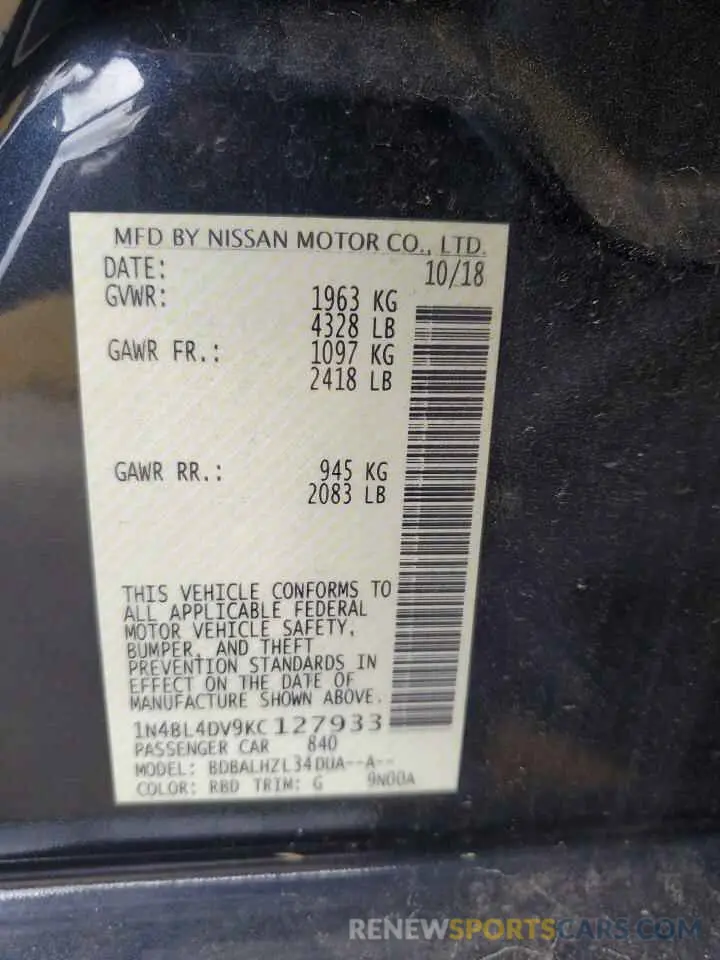 MFD BY NISSAN MOTOR CO., LTD.
DATE: 10/18
GVWR: 1963 KG
4328 LB
GAWR FR.: 1097 KG
2418 LB
GAWR RR.: 945 KG
2083 LB
THIS VEHICLE CONFORMS TO
ALL APPLICABLE FEDERAL
MOTOR VEHICLE SAFETY,
BUMPER, AND THEFT
PREVENTION STANDARDS IN
EFFECT ON THE DATE OF
MANUFACTURE SHOWN ABOVE.
1N4BL4DV9KC127933
PASSENGER CAR 840
MODEL: BDBALHZL34DUA--A--
COLOR: RBD TRIM: G 9N00A
RENEWSPORTSCARS.COM